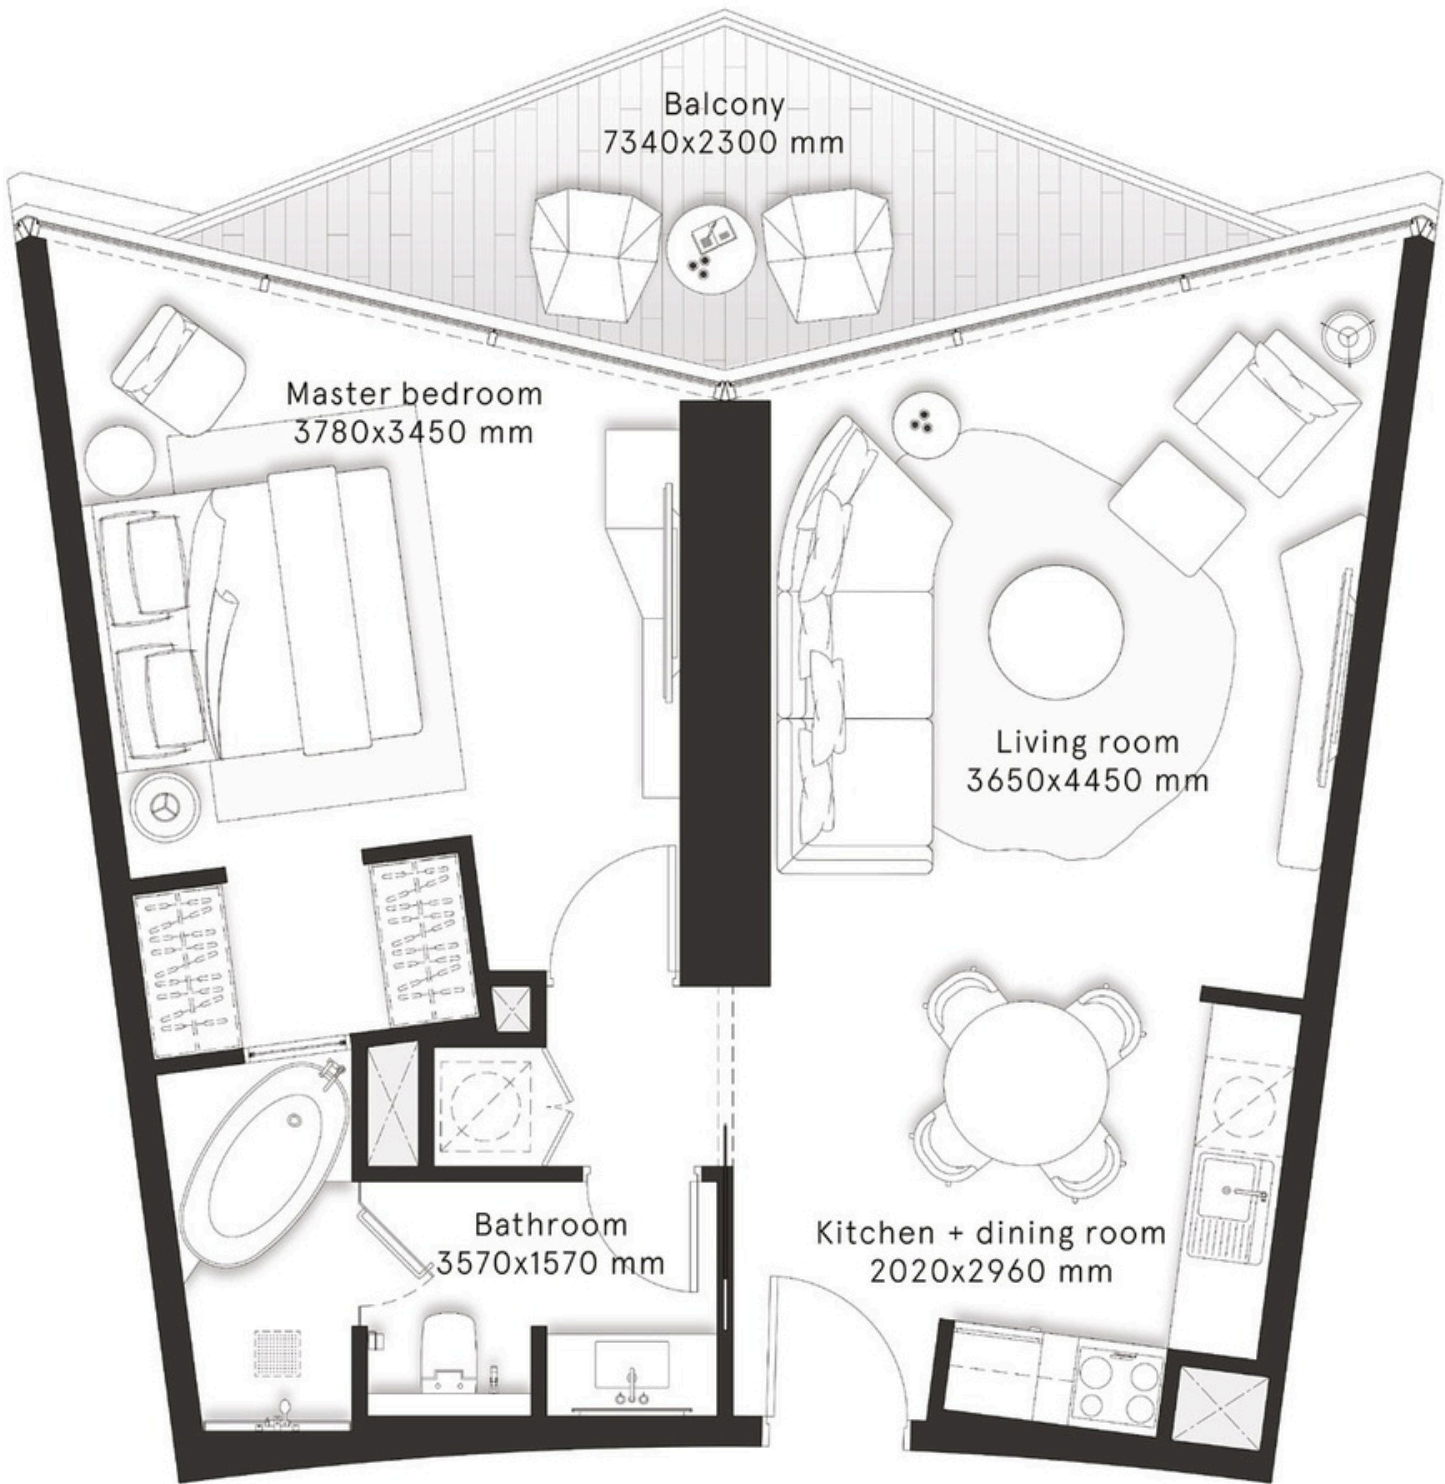 Balcony
7340x2300 mm
Master bedroom
3780x3450 mm
Living room
3650x4450 mm
Bathroom
3570x1570 mm
Kitchen + dining room
2020x2960 mm